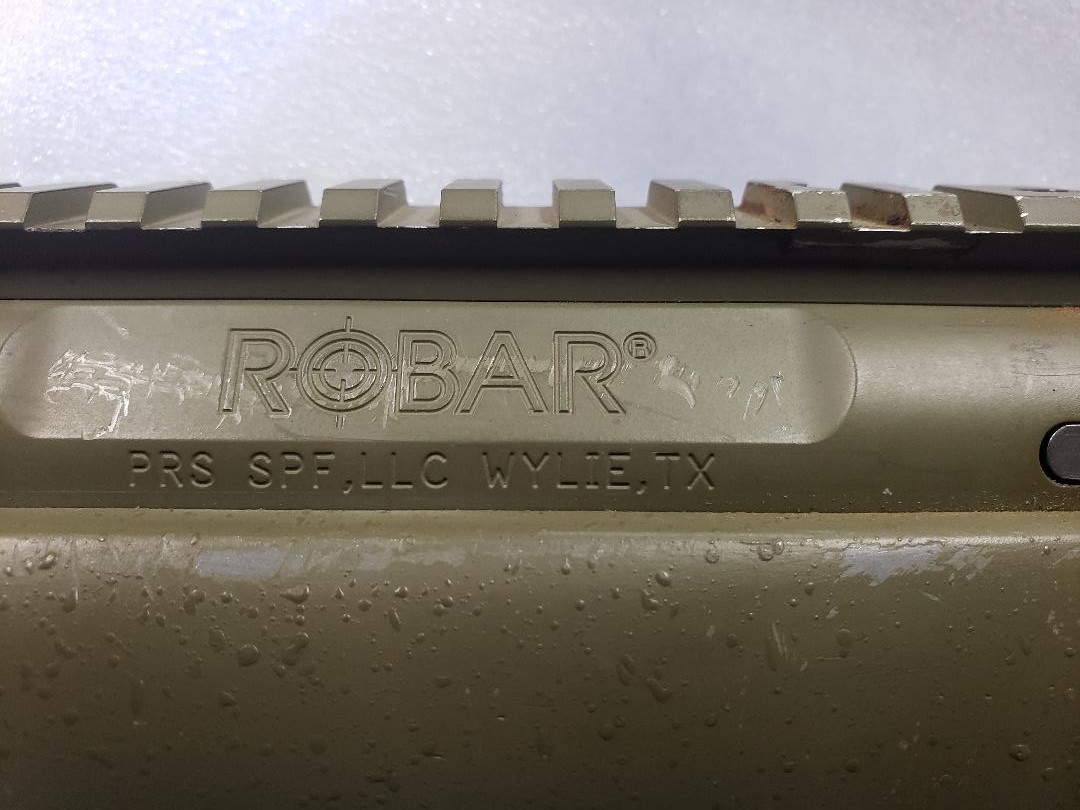 ROBAR®
PRS SPF,LLC WYLIE,TX